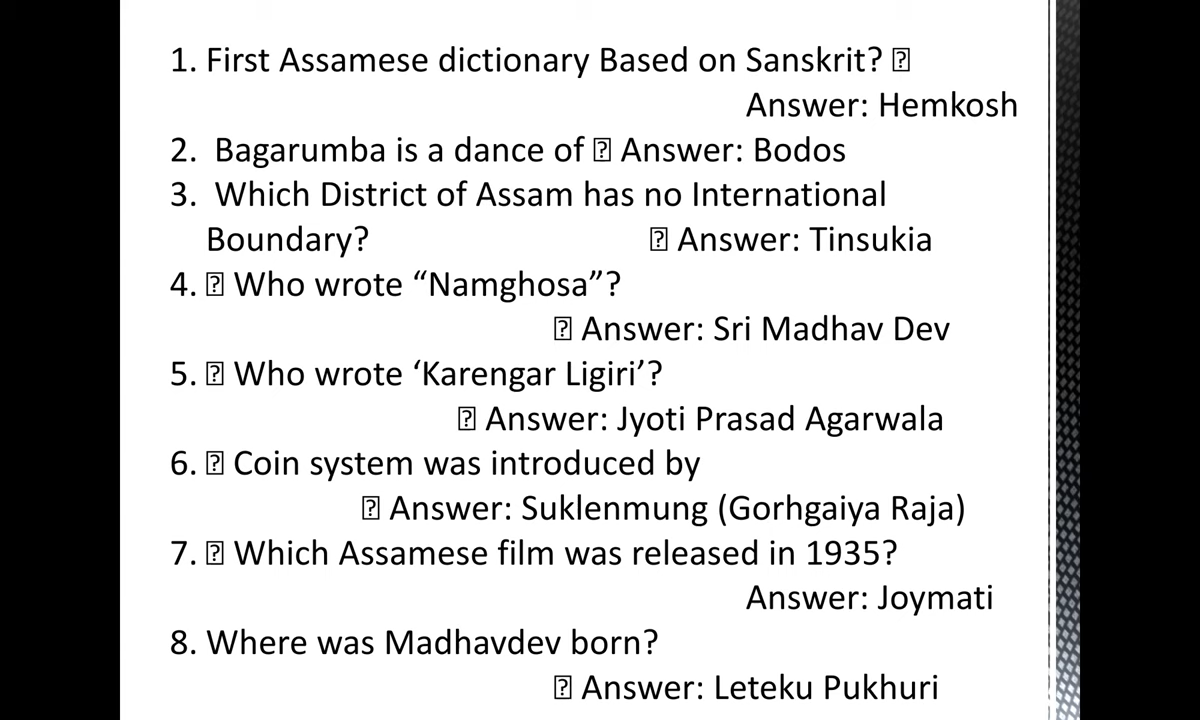 1. First Assamese dictionary Based on Sanskrit? �
Answer: Hemkosh
2. Bagarumba is a dance of � Answer: Bodos
3. Which District of Assam has no International
Boundary? � Answer: Tinsukia
4. � Who wrote “Namghosa”?
� Answer: Sri Madhav Dev
5. � Who wrote ‘Karengar Ligiri’?
� Answer: Jyoti Prasad Agarwala
6. � Coin system was introduced by
� Answer: Suklenmung (Gorhgaiya Raja)
7. � Which Assamese film was released in 1935?
Answer: Joymati
8. Where was Madhavdev born?
� Answer: Leteku Pukhuri